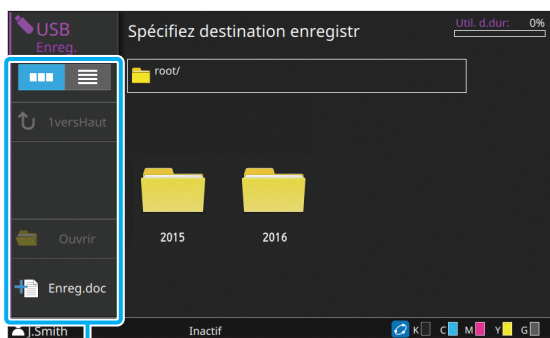 USB
Enreg.
Spécifiez destination enregistr
Util. d.dur: 0%
root/
1versHaut
2015
2016
Ouvrir
Enreg.doc
J.Smith
Inactif
K C M Y G